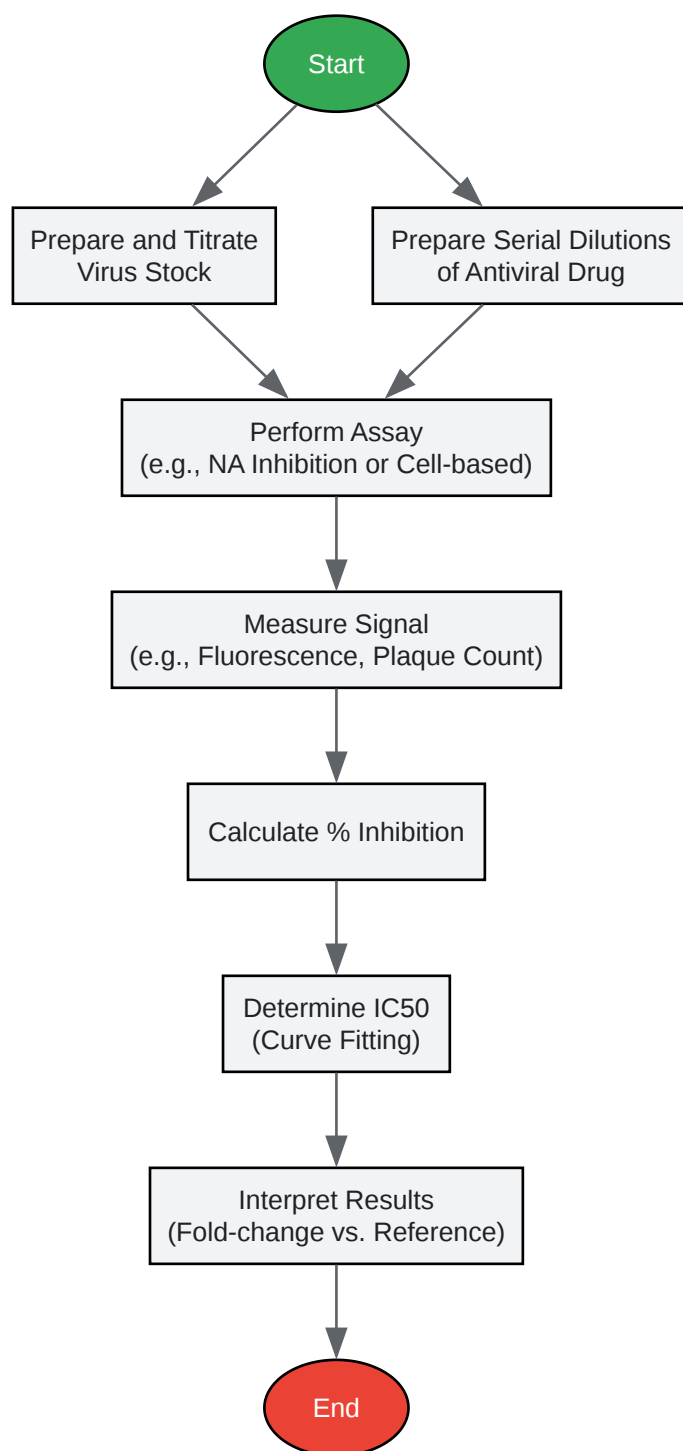 Start
Prepare and Titrate
Virus Stock
Prepare Serial Dilutions
of Antiviral Drug
Perform Assay
(e.g., NA Inhibition or Cell-based)
Measure Signal
(e.g., Fluorescence, Plaque Count)
Calculate % Inhibition
Determine IC50
(Curve Fitting)
Interpret Results
(Fold-change vs. Reference)
End